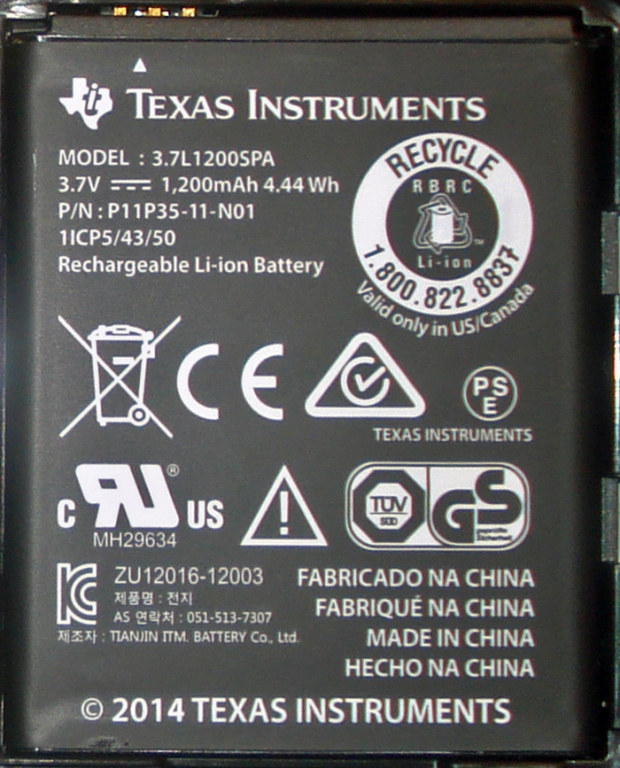 TEXAS INSTRUMENTS
MODEL : 3.7L1200SPA
3.7V 1,200mAh 4.44 Wh
P/N : P11P35-11-N01
1ICP5/43/50
Rechargeable Li-ion Battery
RECYCLE
RBRC
TM
Li-ion
1.800.822.8837
Valid only in US/Canada
CE
PS
E
TEXAS INSTRUMENTS
C RU ® US
MH29634
!
TÜV
GS
ZU12016-12003
제품명 : 전지
AS 연락처 : 051-513-7307
제조자 : TIANJIN ITM. BATTERY Co., Ltd.
FABRICADO NA CHINA
FABRIQUÉ NA CHINA
MADE IN CHINA
HECHO NA CHINA
© 2014 TEXAS INSTRUMENTS